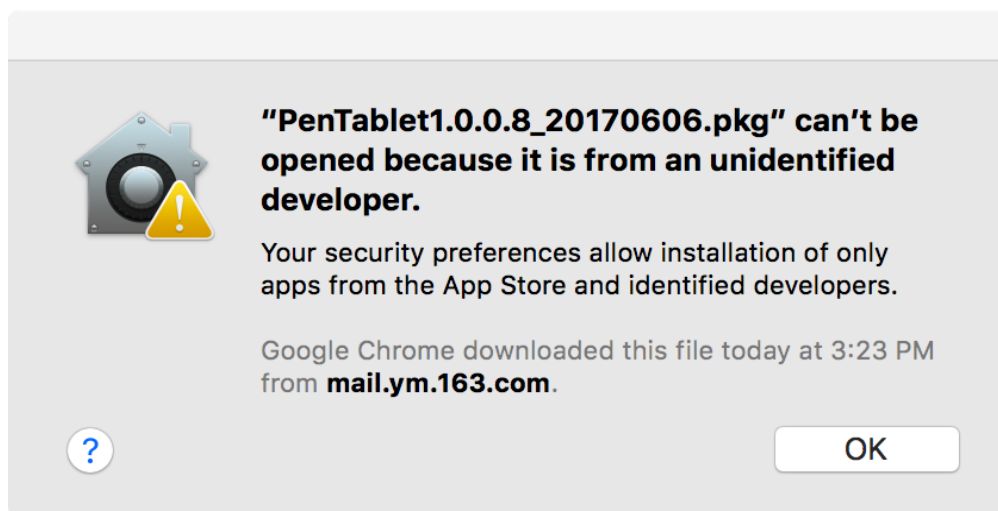 “PenTablet1.0.0.8_20170606.pkg” can’t be
opened because it is from an unidentified
developer.
Your security preferences allow installation of only
apps from the App Store and identified developers.
Google Chrome downloaded this file today at 3:23 PM
from mail.ym.163.com.
?
OK